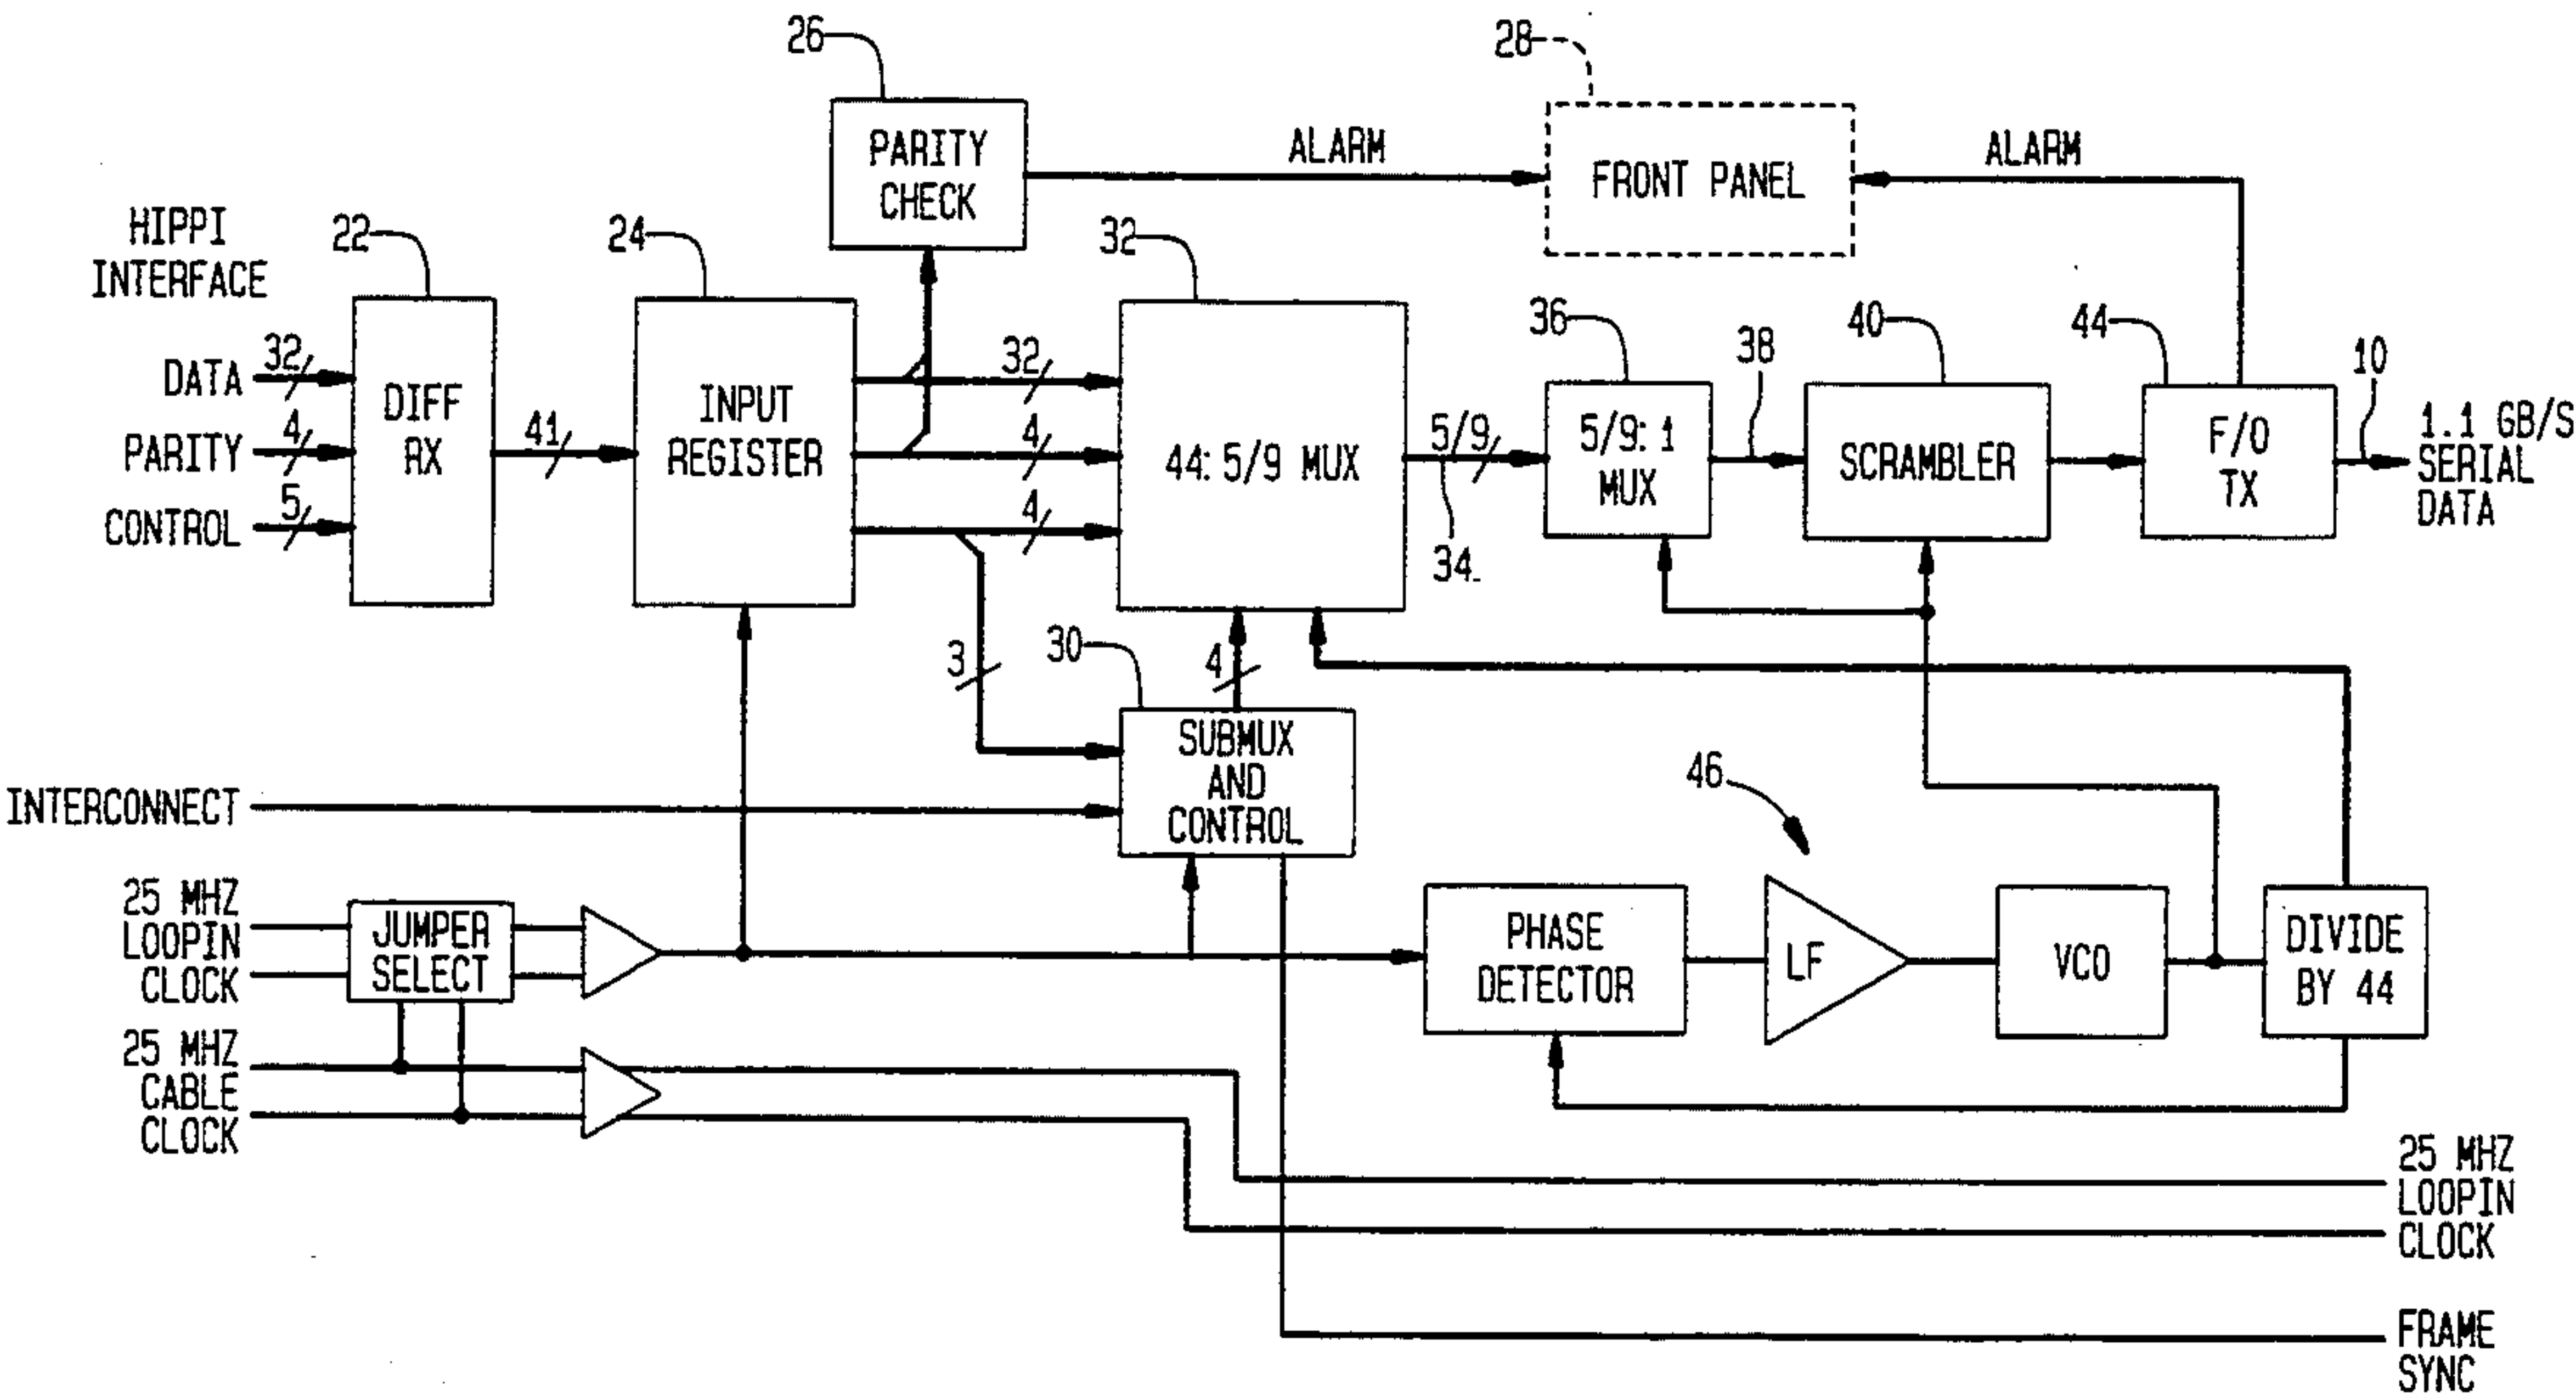 26
28
PARITY
CHECK
ALARM
FRONT PANEL
ALARM
HIPPI
INTERFACE
22
24
32
36
38
40
44
10
DATA
32
PARITY
4
CONTROL
5
DIFF
RX
41
INPUT
REGISTER
32
4
4
44:5/9 MUX
5/9
34
5/9:1
MUX
SCRAMBLER
F/O
TX
1.1 GB/S
SERIAL
DATA
3
30
4
SUBMUX
AND
CONTROL
INTERCONNECT
46
25 MHZ
LOOPIN
CLOCK
JUMPER
SELECT
PHASE
DETECTOR
LF
VCO
DIVIDE
BY 44
25 MHZ
CABLE
CLOCK
25 MHZ
LOOPIN
CLOCK
FRAME
SYNC